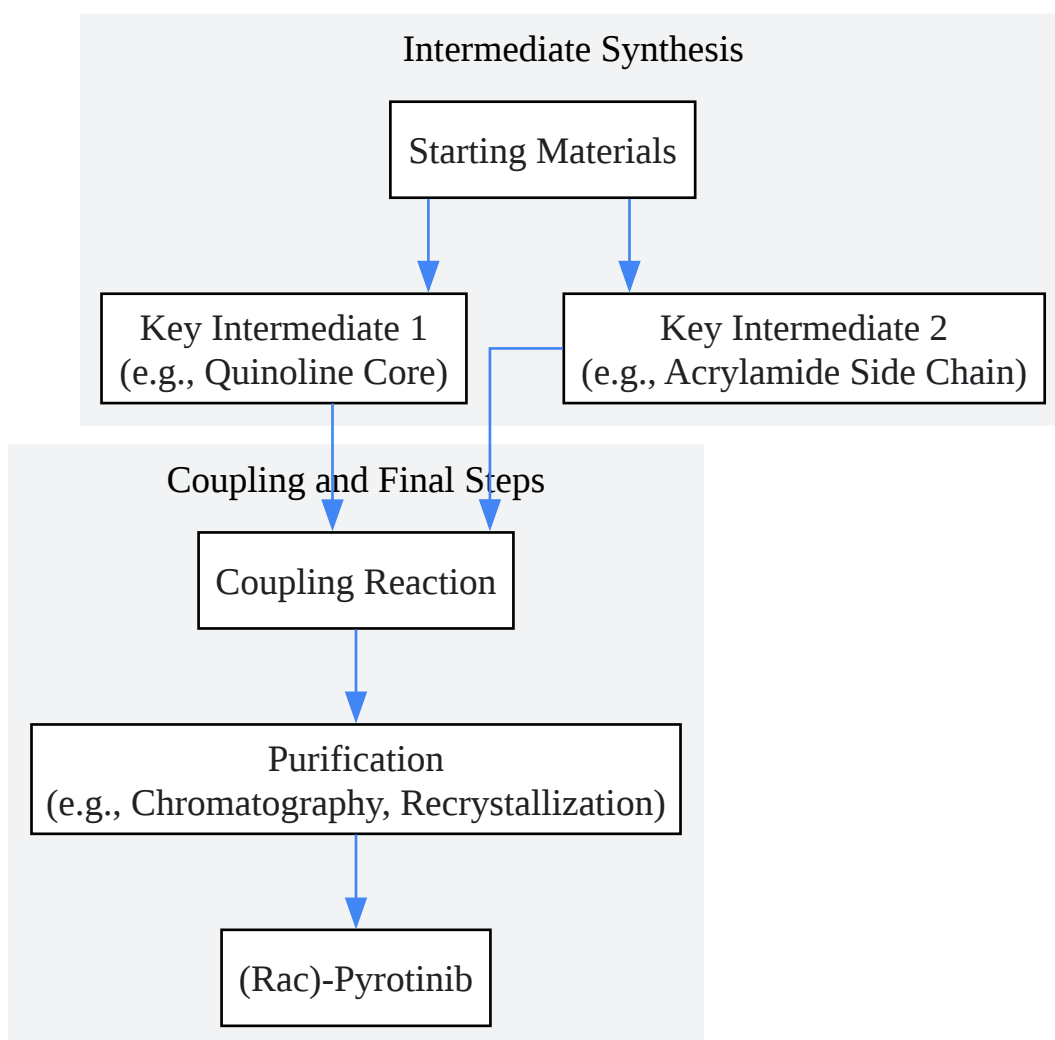 Intermediate Synthesis
Starting Materials
Key Intermediate 1
(e.g., Quinoline Core)
Key Intermediate 2
(e.g., Acrylamide Side Chain)
Coupling and Final Steps
Coupling Reaction
Purification
(e.g., Chromatography, Recrystallization)
(Rac)-Pyrotinib